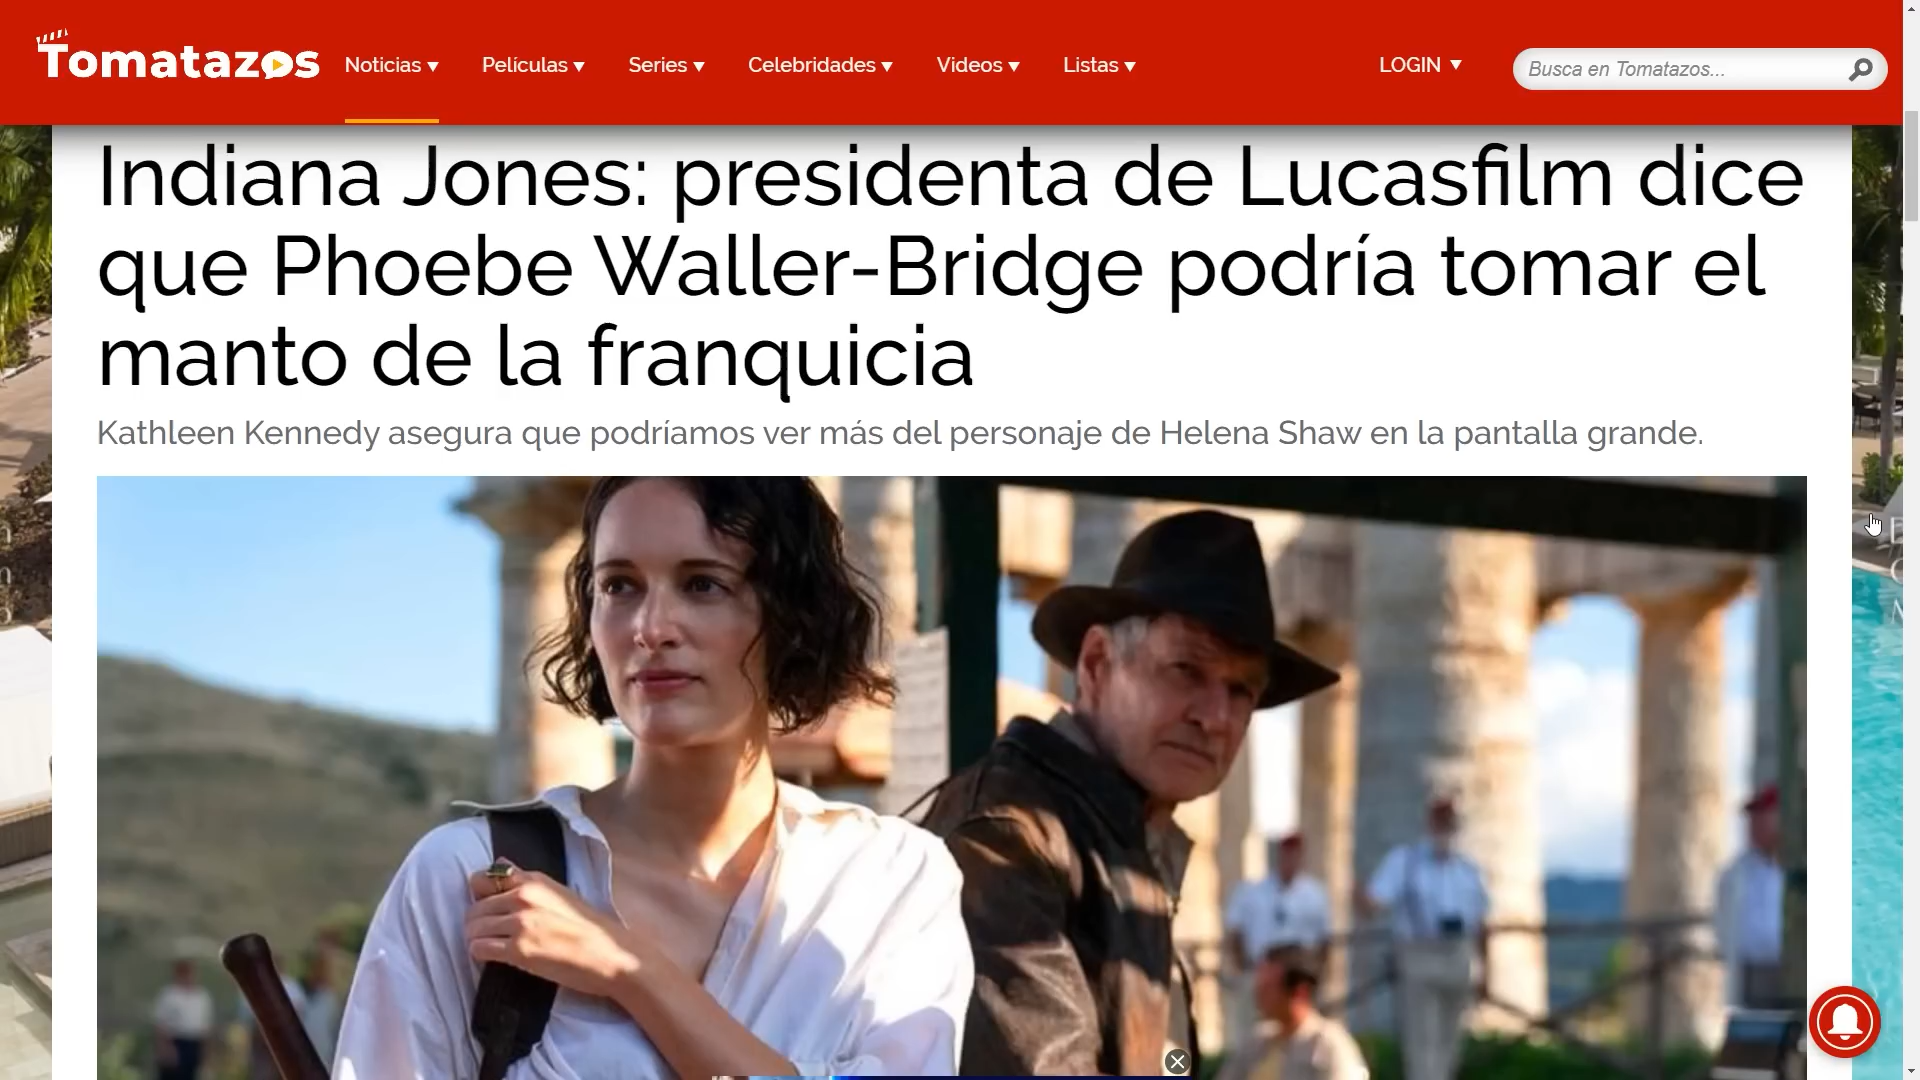 Tomatazos
Noticias
Películas
Series
Celebridades
Videos
Listas
LOGIN
Busca en Tomatazos...
Indiana Jones: presidenta de Lucasfilm dice
que Phoebe Waller-Bridge podría tomar el
manto de la franquicia
Kathleen Kennedy asegura que podríamos ver más del personaje de Helena Shaw en la pantalla grande.